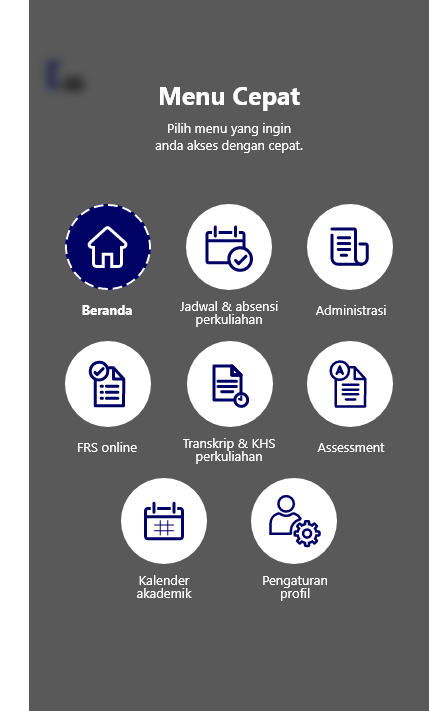 Menu Cepat
Pilih menu yang ingin
anda akses dengan cepat.
Beranda
Jadwal & absensi
perkuliahan
Administrasi
FRS online
Transkrip & KHS
perkuliahan
A
Assessment
Kalender
akademik
Pengaturan
profil